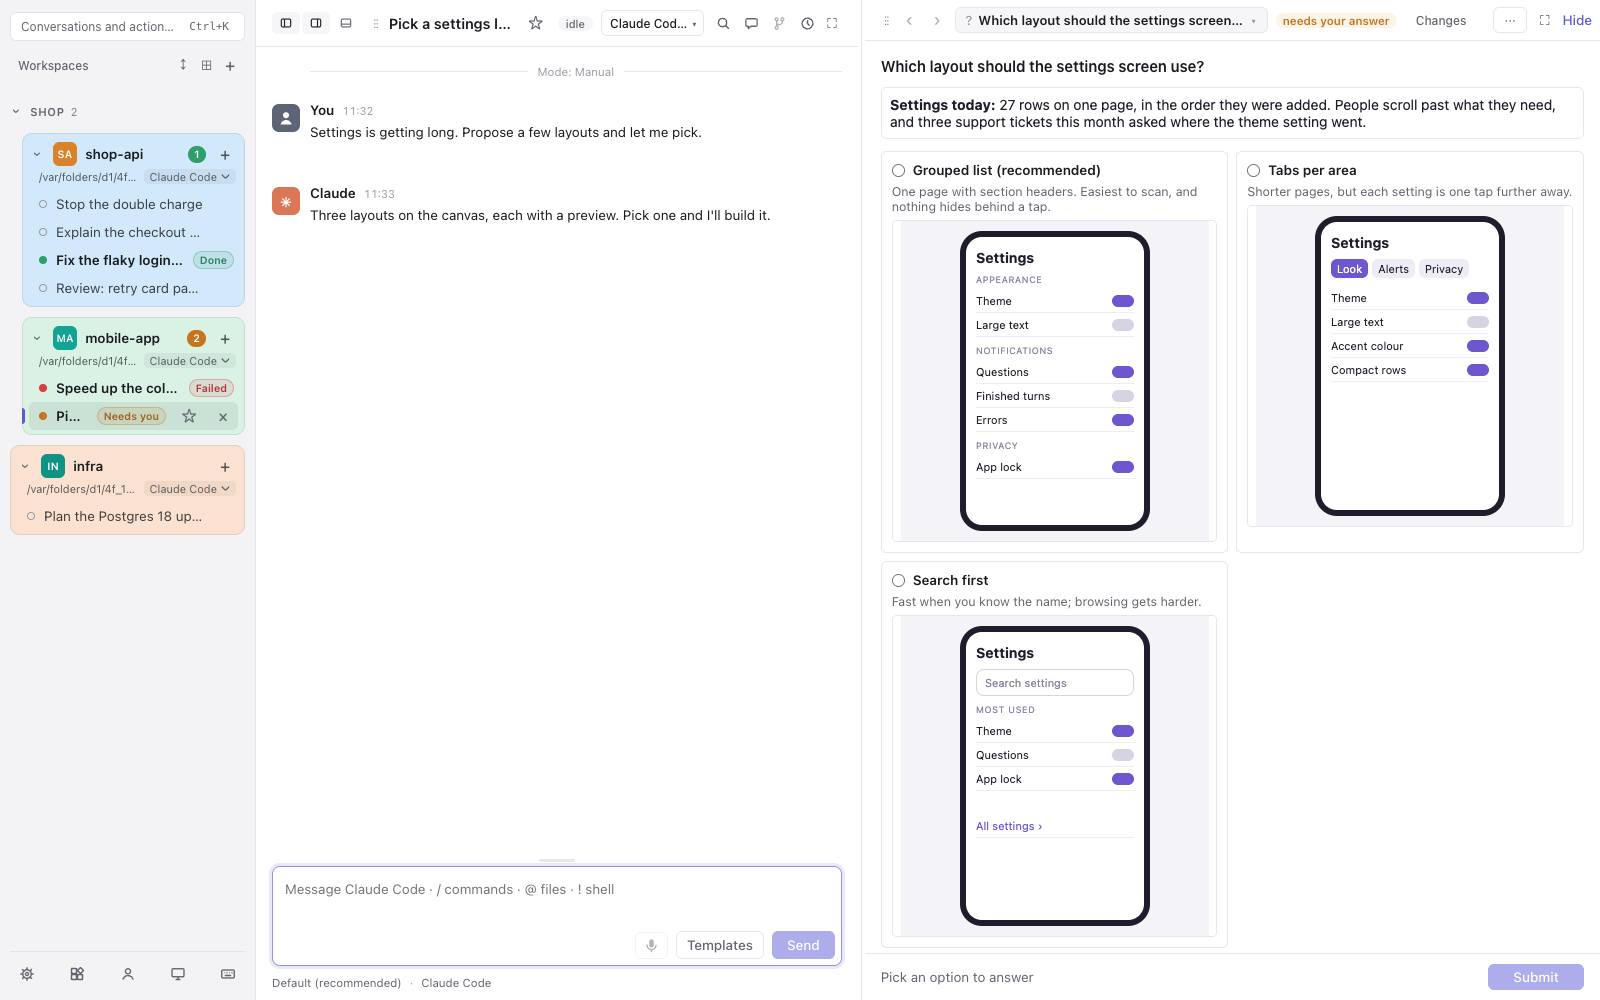 Conversations and action...
Ctrl+K
Workspaces
SHOP 2
SA
shop-api
1
/var/folders/d1/4f...
Claude Code
Stop the double charge
Explain the checkout ...
Fix the flaky login...
Done
Review: retry card pa...
MA
mobile-app
2
/var/folders/d1/4f...
Claude Code
Speed up the col...
Failed
Pi...
Needs you
IN
infra
/var/folders/d1/4f_1...
Claude Code
Plan the Postgres 18 up...
Pick a settings l...
idle
Claude Cod...
Mode: Manual
You 11:32
Settings is getting long. Propose a few layouts and let me pick.
Claude 11:33
Three layouts on the canvas, each with a preview. Pick one and I'll build it.
Message Claude Code · / commands · @ files · ! shell
Templates
Send
Default (recommended) · Claude Code
? Which layout should the settings screen...
needs your answer
Changes
...
Hide
Which layout should the settings screen use?
Settings today: 27 rows on one page, in the order they were added. People scroll past what they need,
and three support tickets this month asked where the theme setting went.
Grouped list (recommended)
One page with section headers. Easiest to scan, and
nothing hides behind a tap.
Settings
APPEARANCE
Theme
Large text
NOTIFICATIONS
Questions
Finished turns
Errors
PRIVACY
App lock
Tabs per area
Shorter pages, but each setting is one tap further away.
Settings
Look
Alerts
Privacy
Theme
Large text
Accent colour
Compact rows
Search first
Fast when you know the name; browsing gets harder.
Settings
Search settings
MOST USED
Theme
Questions
App lock
All settings ›
Pick an option to answer
Submit